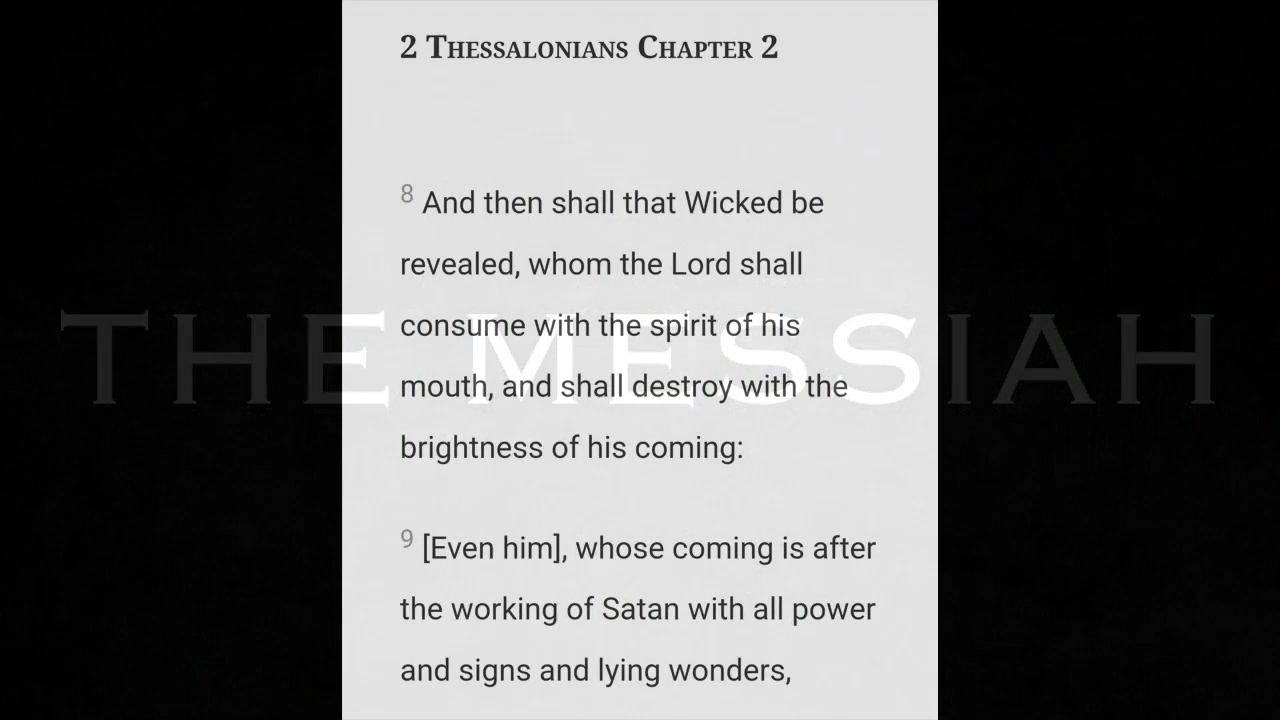 2 Thessalonians Chapter 2
8 And then shall that Wicked be
revealed, whom the Lord shall
consume with the spirit of his
THE MESSIAH
mouth, and shall destroy with the
brightness of his coming:
9 [Even him], whose coming is after
the working of Satan with all power
and signs and lying wonders,